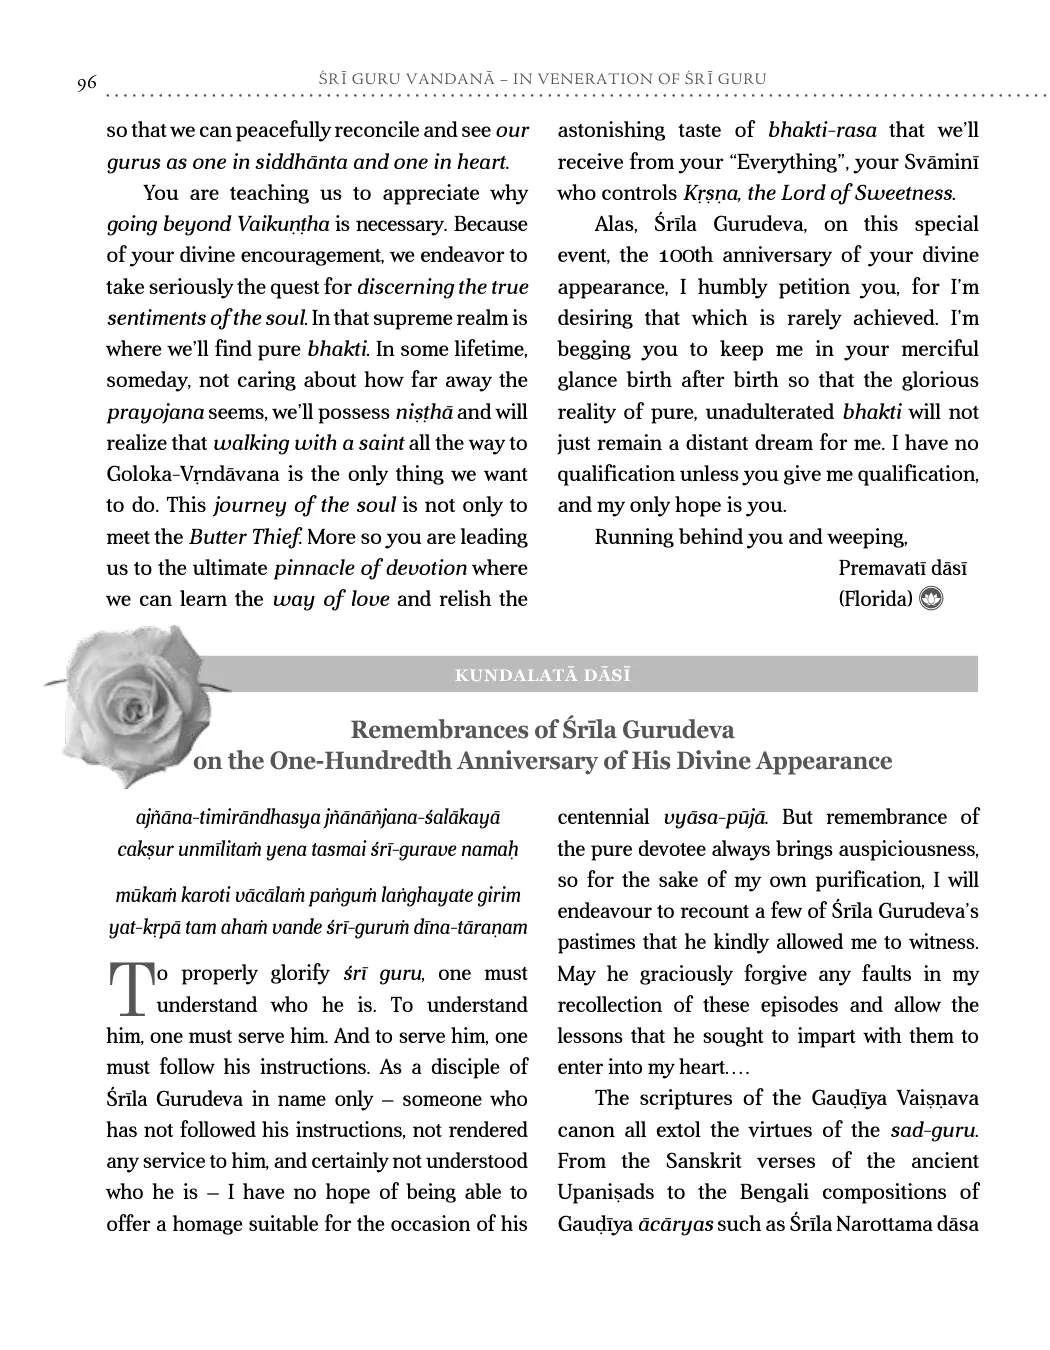 96
ŚRĪ GURU VANDANĀ – IN VENERATION OF ŚRĪ GURU
so that we can peacefully reconcile and see our
gurus as one in siddhānta and one in heart.
You are teaching us to appreciate why
going beyond Vaikuṇṭha is necessary. Because
of your divine encouragement, we endeavor to
take seriously the quest for discerning the true
sentiments of the soul. In that supreme realm is
where we’ll find pure bhakti. In some lifetime,
someday, not caring about how far away the
prayojana seems, we’ll possess niṣṭhā and will
realize that walking with a saint all the way to
Goloka-Vṛndāvana is the only thing we want
to do. This journey of the soul is not only to
meet the Butter Thief. More so you are leading
us to the ultimate pinnacle of devotion where
we can learn the way of love and relish the
astonishing taste of bhakti-rasa that we’ll
receive from your “Everything”, your Svāminī
who controls Kṛṣṇa, the Lord of Sweetness.
Alas, Śrīla Gurudeva, on this special
event, the 100th anniversary of your divine
appearance, I humbly petition you, for I’m
desiring that which is rarely achieved. I’m
begging you to keep me in your merciful
glance birth after birth so that the glorious
reality of pure, unadulterated bhakti will not
just remain a distant dream for me. I have no
qualification unless you give me qualification,
and my only hope is you.
Running behind you and weeping,
Premavatī dāsī
(Florida)
KUNDALATĀ DĀSĪ
Remembrances of Śrīla Gurudeva
on the One-Hundredth Anniversary of His Divine Appearance
ajñāna-timirāndhasya jñānāñjana-śalākayā
cakṣur unmīlitaṁ yena tasmai śrī-gurave namaḥ
mūkaṁ karoti vācālaṁ paṅguṁ laṅghayate girim
yat-kṛpā tam ahaṁ vande śrī-guruṁ dīna-tāraṇam
To properly glorify śrī guru, one must
understand who he is. To understand
him, one must serve him. And to serve him, one
must follow his instructions. As a disciple of
Śrīla Gurudeva in name only – someone who
has not followed his instructions, not rendered
any service to him, and certainly not understood
who he is – I have no hope of being able to
offer a homage suitable for the occasion of his
centennial vyāsa-pūjā. But remembrance of
the pure devotee always brings auspiciousness,
so for the sake of my own purification, I will
endeavour to recount a few of Śrīla Gurudeva’s
pastimes that he kindly allowed me to witness.
May he graciously forgive any faults in my
recollection of these episodes and allow the
lessons that he sought to impart with them to
enter into my heart….
The scriptures of the Gauḍīya Vaiṣṇava
canon all extol the virtues of the sad-guru.
From the Sanskrit verses of the ancient
Upaniṣads to the Bengali compositions of
Gauḍīya ācāryas such as Śrīla Narottama dāsa